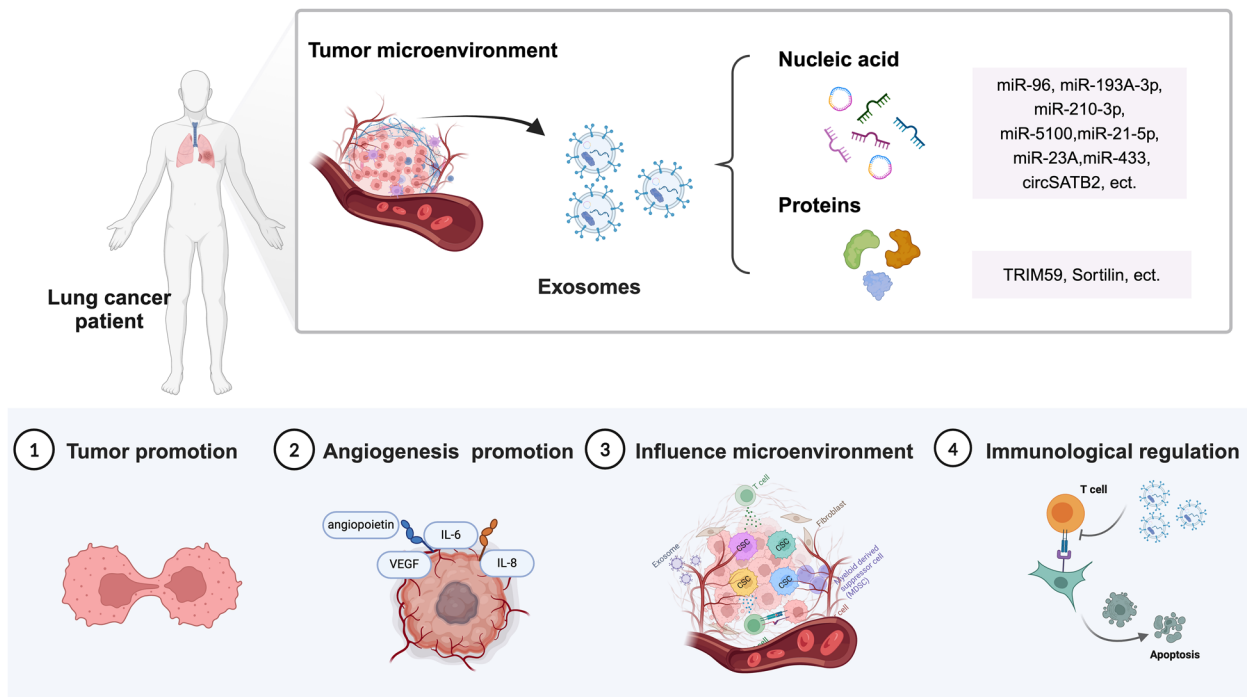 Tumor microenvironment
Nucleic acid
miR-96, miR-193A-3p,
miR-210-3p,
miR-5100,miR-21-5p,
miR-23A,miR-433,
circSATB2, ect.
Proteins
TRIM59, Sortilin, ect.
Exosomes
Lung cancer
patient
1 Tumor promotion
2 Angiogenesis promotion
angiopoietin
IL-6
VEGF
IL-8
3 Influence microenvironment
T cell
Fibroblast
Exosome
CSC
CSC
CSC
CSC
Myeloid derived
suppressor cell
(MDSC)
cell
4 Immunological regulation
T cell
Apoptosis